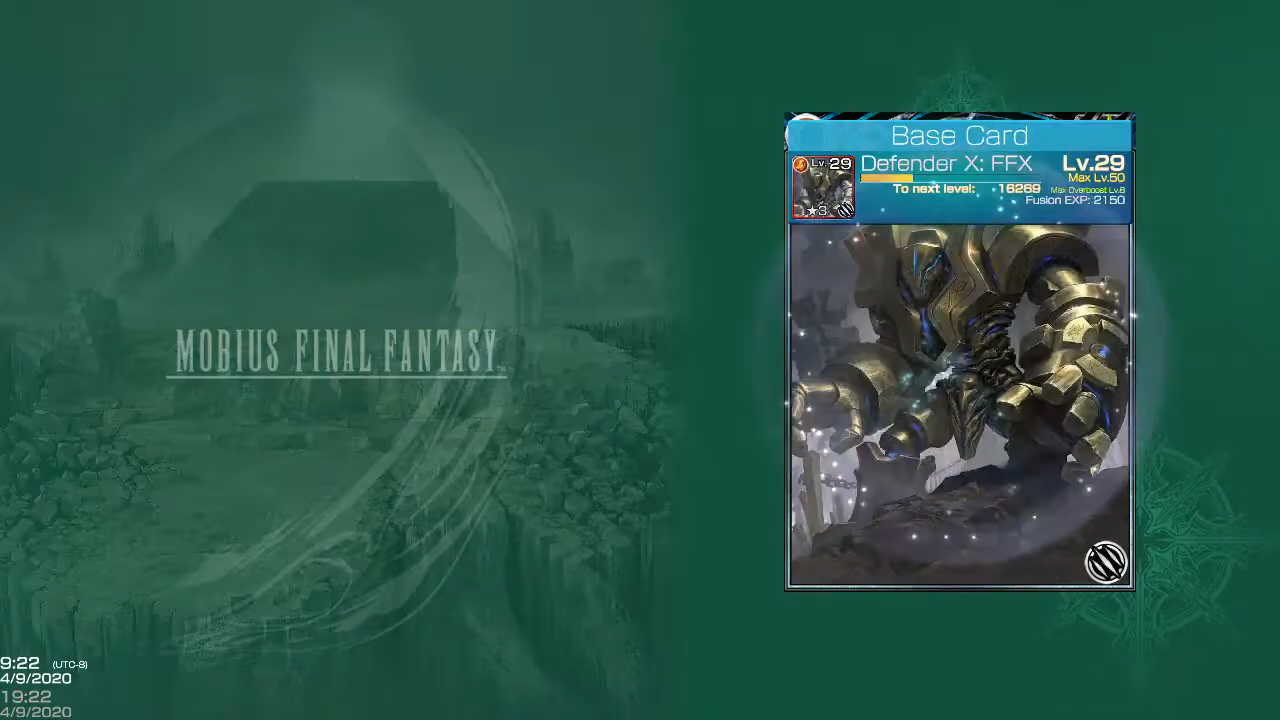 MOBIUS FINAL FANTASY
Base Card
Lv.29
★3
Defender X: FFX
Lv.29
Max Lv.50
To next level: 16269
Max Overboost Lv.8
Fusion EXP: 2150
9:22 (UTC-8)
4/9/2020
19:22
4/9/2020